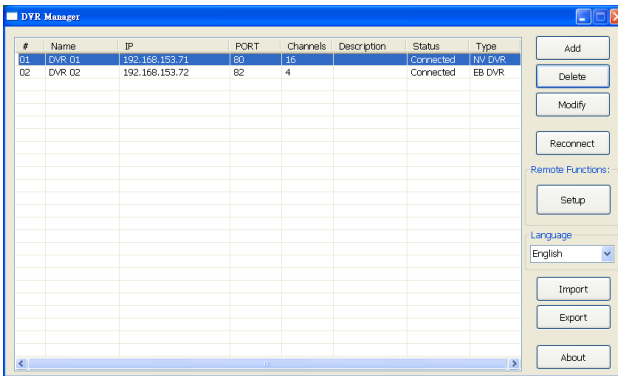 DVR Manager
# Name IP PORT Channels Description Status Type
01 DVR 01 192.168.153.71 80 16 Connected NV DVR
02 DVR 02 192.168.153.72 82 4 Connected EB DVR
Add
Delete
Modify
Reconnect
Remote Functions:
Setup
Language
English
Import
Export
About